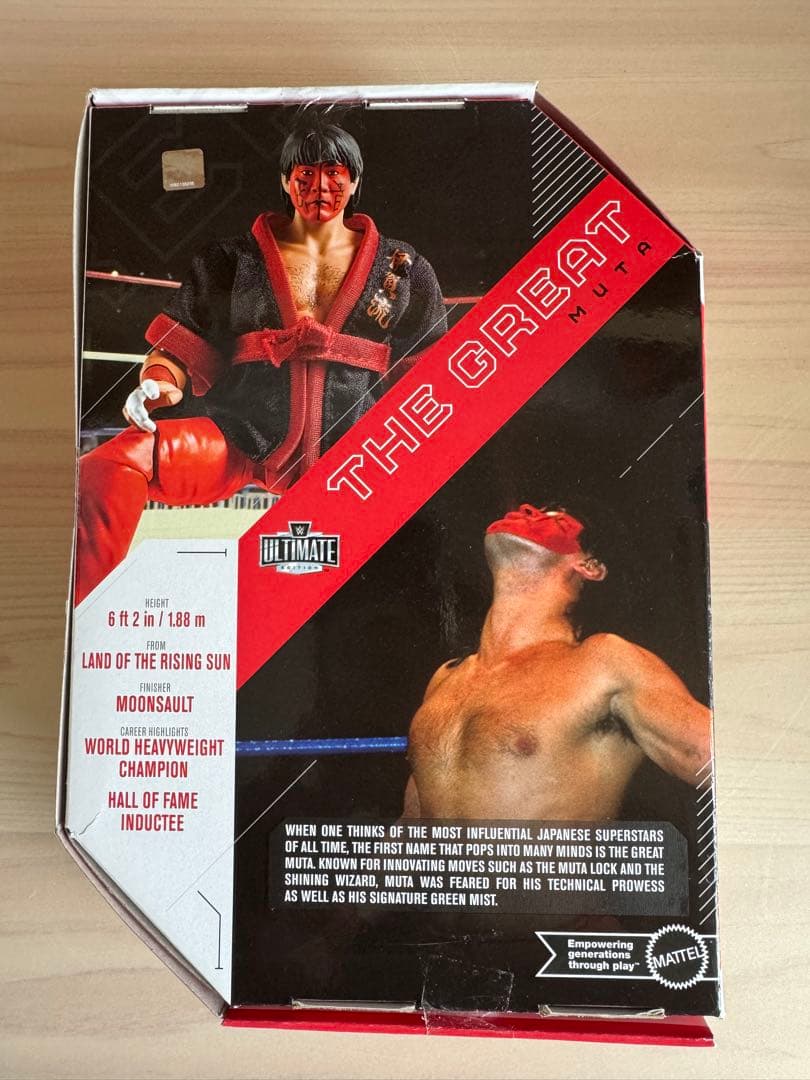 THE GREAT
MUTA
W
ULTIMATE
EDITION
HEIGHT
6 ft 2 in / 1.88 m
FROM
LAND OF THE RISING SUN
FINISHER
MOONSAULT
CAREER HIGHLIGHTS
WORLD HEAVYWEIGHT
CHAMPION
HALL OF FAME
INDUCTEE
WHEN ONE THINKS OF THE MOST INFLUENTIAL JAPANESE SUPERSTARS
OF ALL TIME, THE FIRST NAME THAT POPS INTO MANY MINDS IS THE GREAT
MUTA. KNOWN FOR INNOVATING MOVES SUCH AS THE MUTA LOCK AND THE
SHINING WIZARD, MUTA WAS FEARED FOR HIS TECHNICAL PROWESS
AS WELL AS HIS SIGNATURE GREEN MIST.
Empowering
generations
through play™
MATTEL